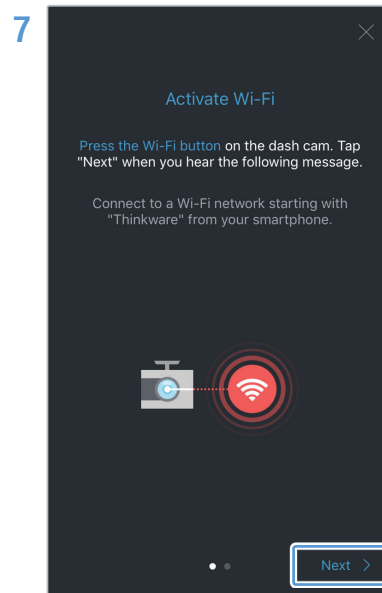 7
Activate Wi-Fi
Press the Wi-Fi button on the dash cam. Tap
"Next" when you hear the following message.
Connect to a Wi-Fi network starting with
"Thinkware" from your smartphone.
Next